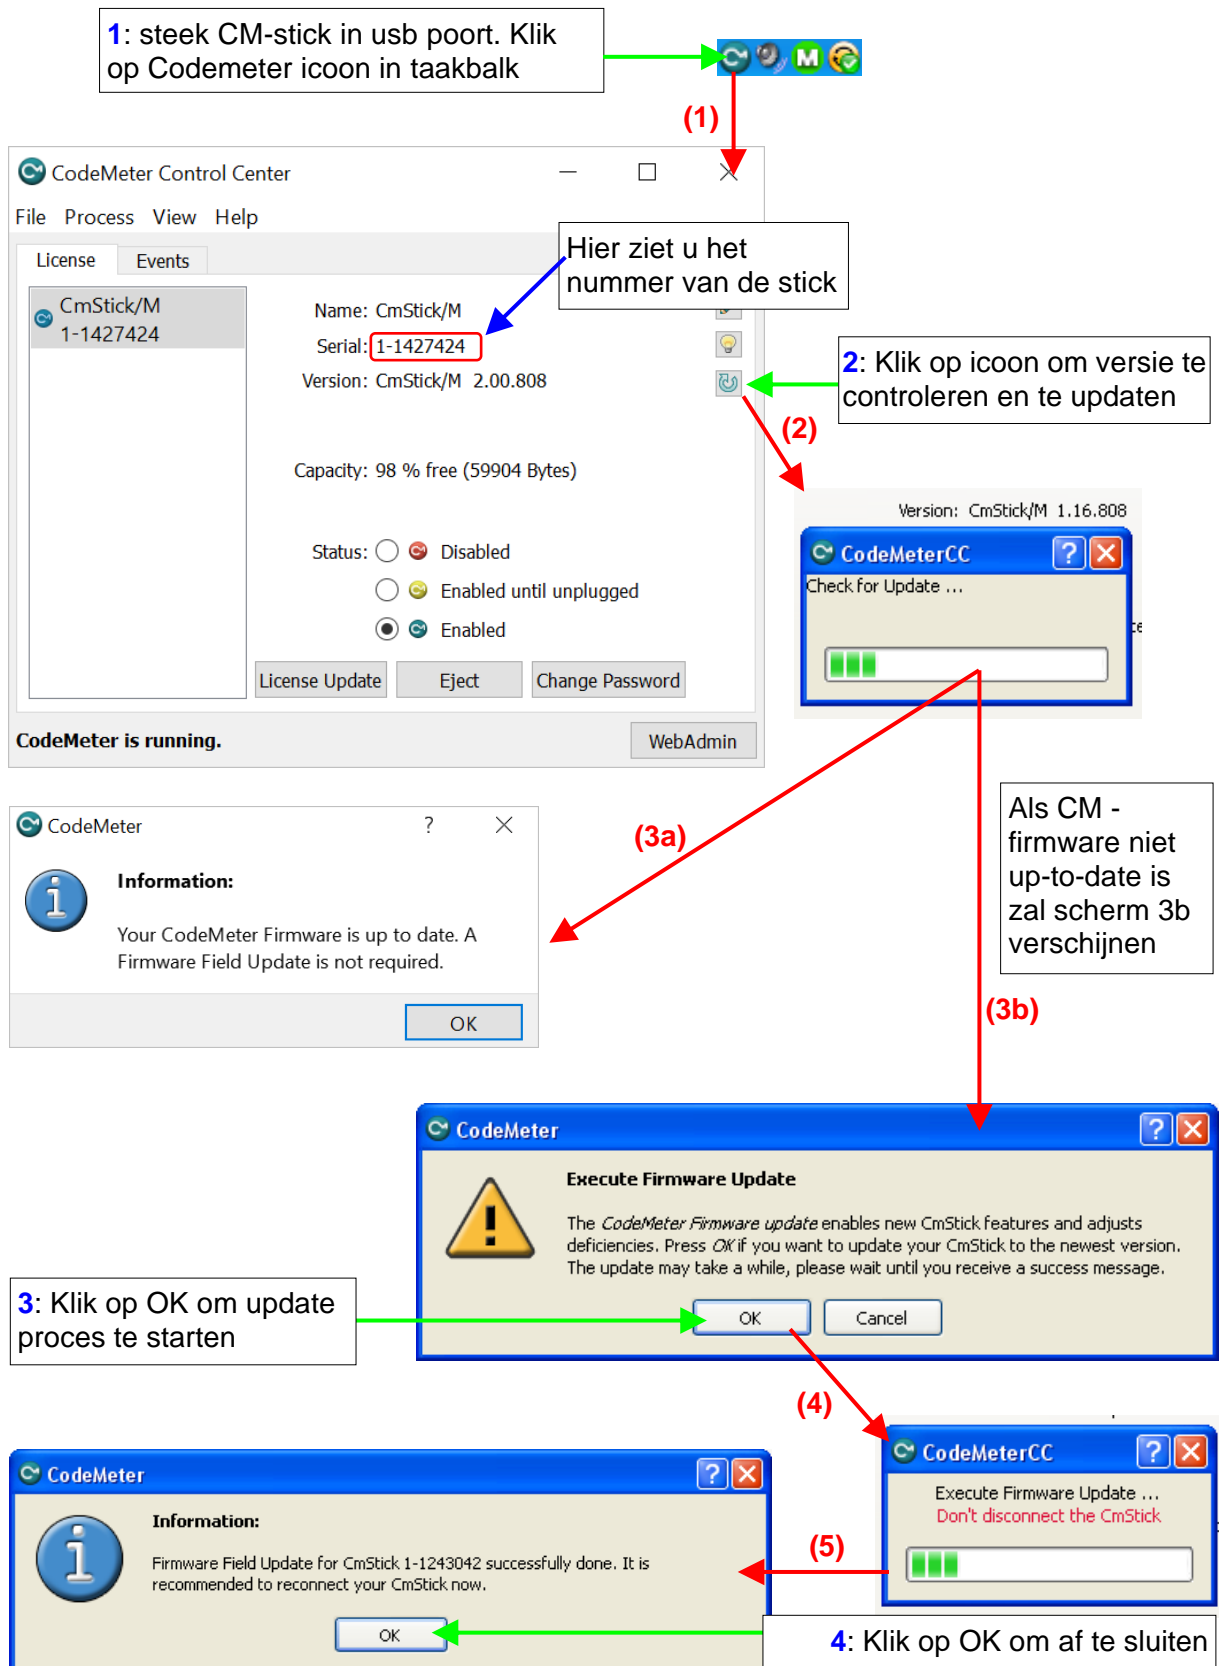 1: steek CM-stick in usb poort. Klik
op Codemeter icoon in taakbalk
(1)
CodeMeter Control Center
File Process View Help
License Events
Hier ziet u het
nummer van de stick
CmStick/M
1-1427424
Name: CmStick/M
Serial: 1-1427424
Version: CmStick/M 2.00.808
2: Klik op icoon om versie te
controleren en te updaten
(2)
Capacity: 98 % free (59904 Bytes)
Status: Disabled
Enabled until unplugged
Enabled
License Update Eject Change Password
CodeMeter is running.
WebAdmin
Version: CmStick/M 1.16.808
CodeMeterCC
Check for Update ...
Als CM -
firmware niet
up-to-date is
zal scherm 3b
verschijnen
(3a)
CodeMeter
Information:
Your CodeMeter Firmware is up to date. A
Firmware Field Update is not required.
OK
(3b)
CodeMeter
Execute Firmware Update
The CodeMeter Firmware update enables new CmStick features and adjusts
deficiencies. Press OK if you want to update your CmStick to the newest version.
The update may take a while, please wait until you receive a success message.
OK Cancel
3: Klik op OK om update
proces te starten
(4)
CodeMeterCC
Execute Firmware Update ...
Don't disconnect the CmStick
(5)
CodeMeter
Information:
Firmware Field Update for CmStick 1-1243042 successfully done. It is
recommended to reconnect your CmStick now.
OK
4: Klik op OK om af te sluiten